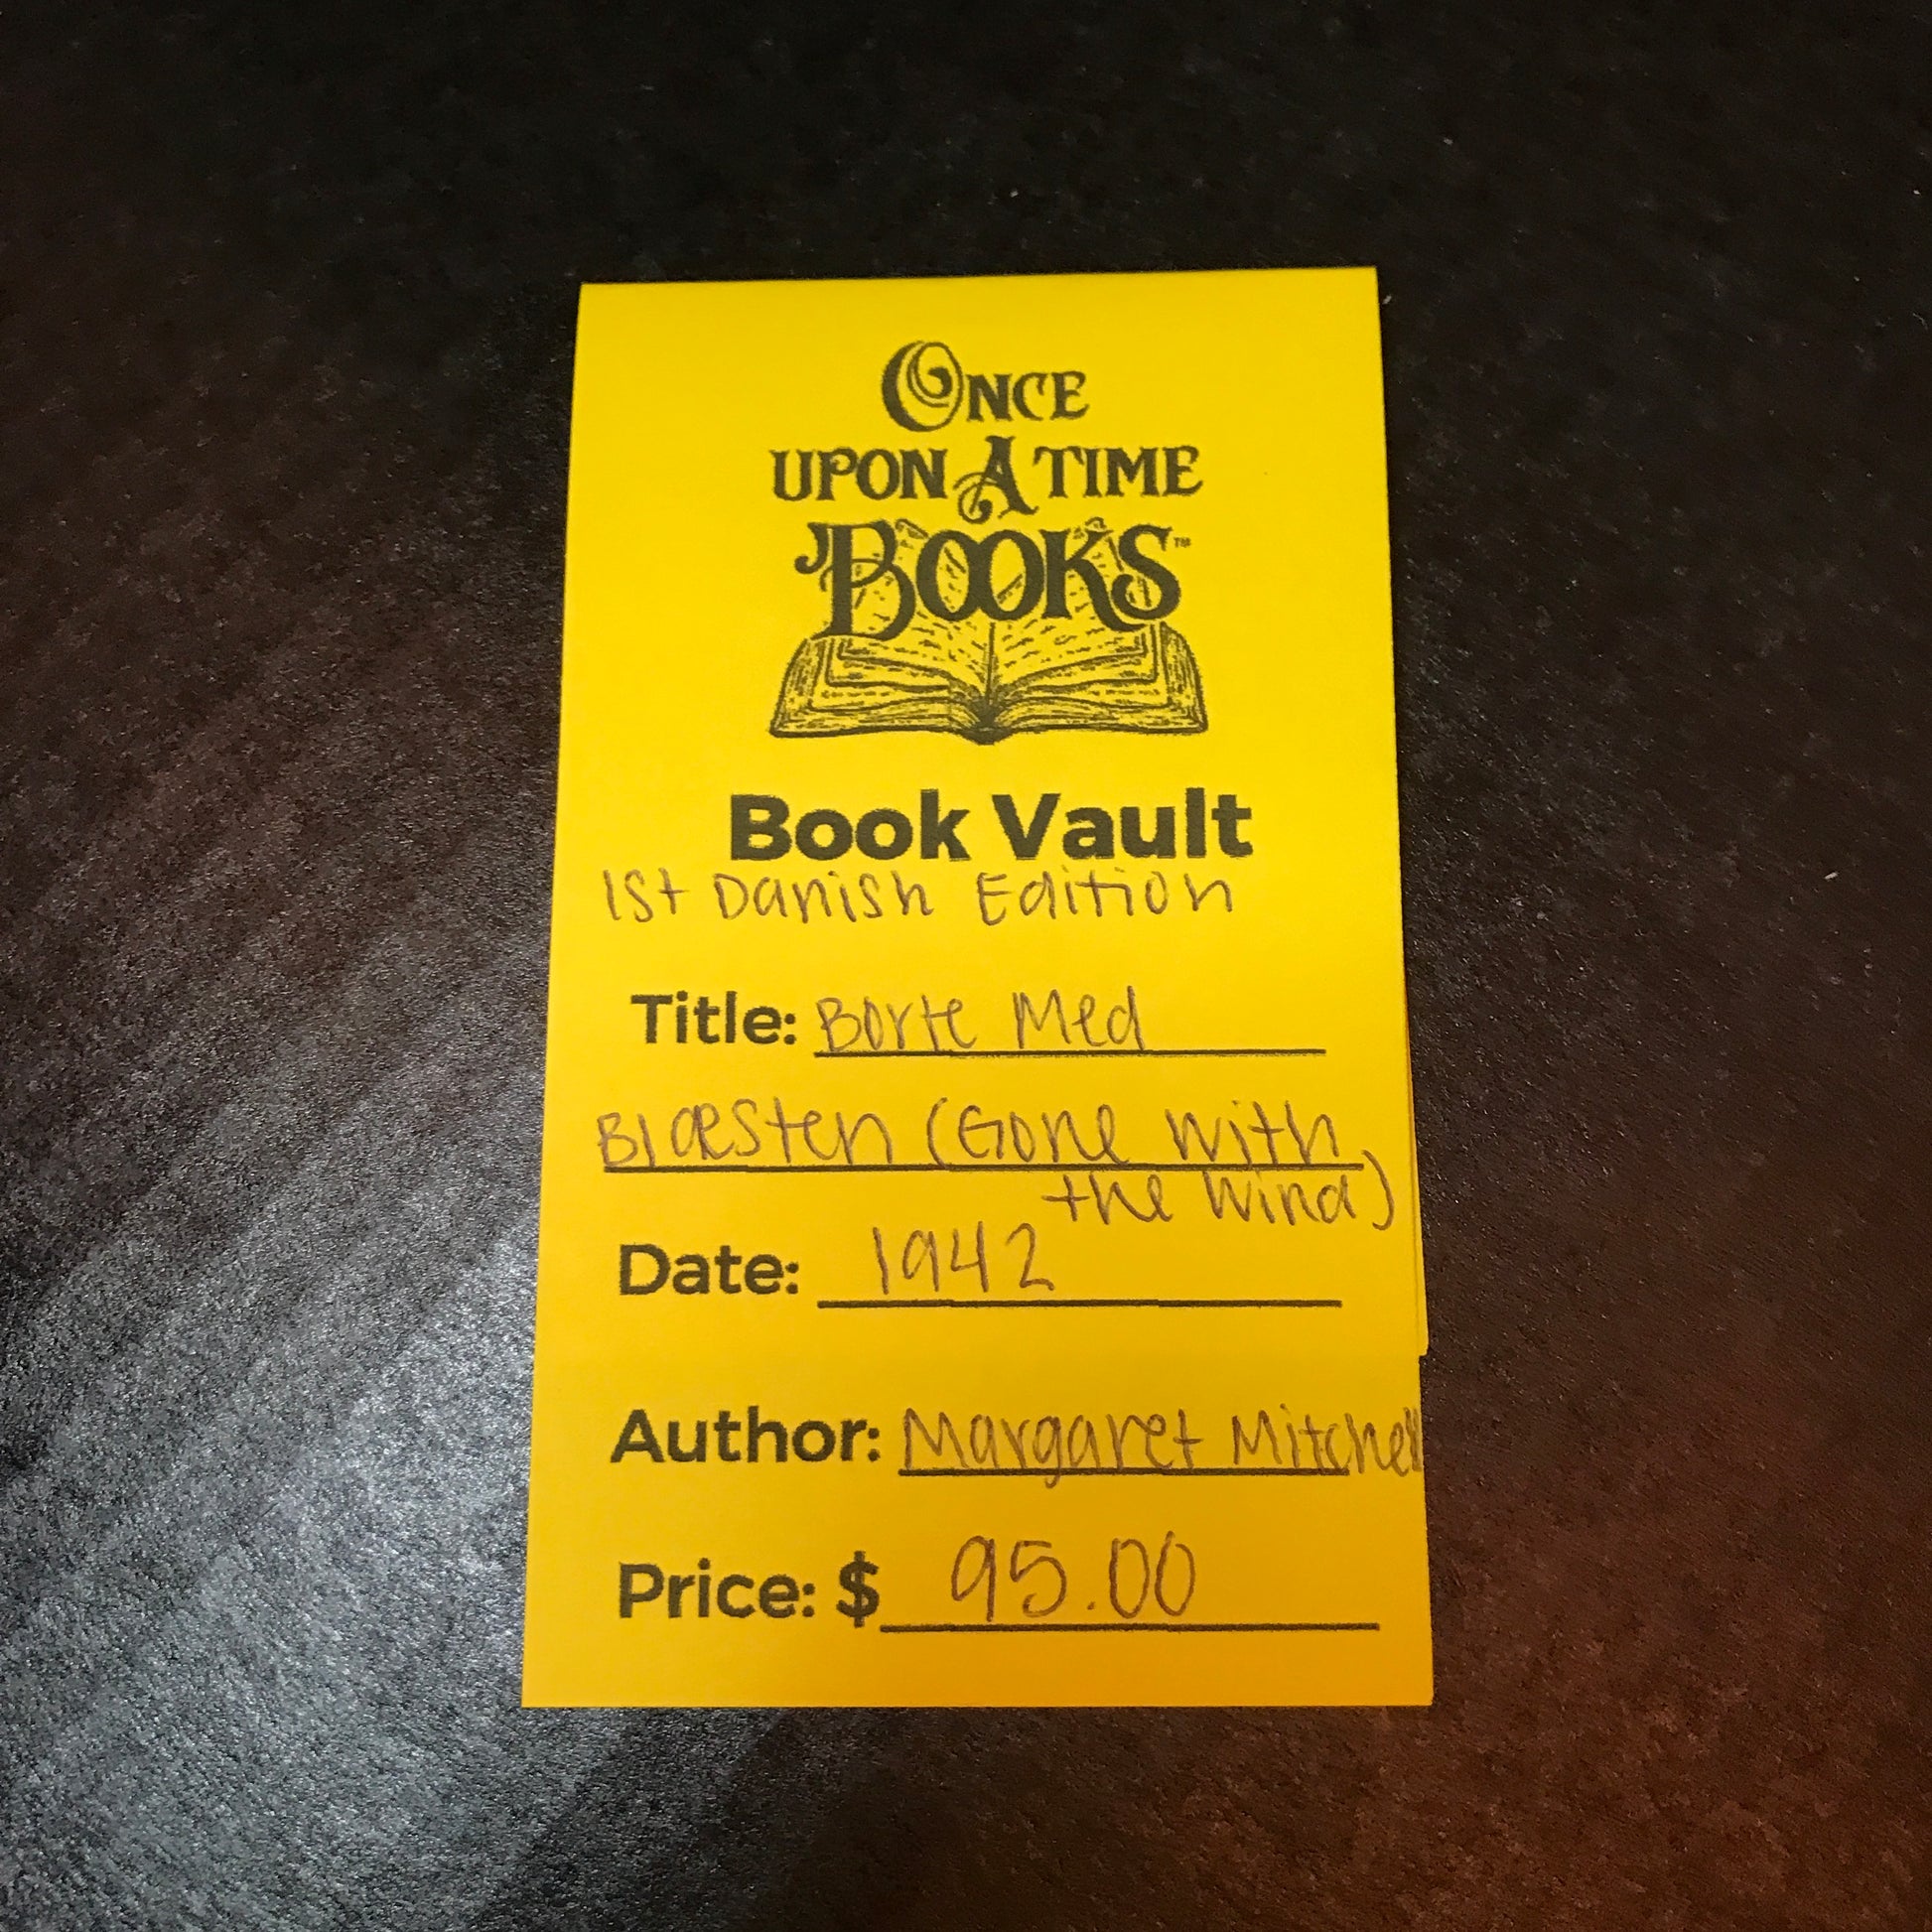 ONCE
UPON A TIME
BOOKS™
Book Vault
1st Danish Edition
Title: Borte Med
Blæsten (Gone with
the Wind)
Date: 1942
Author: Margaret Mitchell
Price: $ 95.00